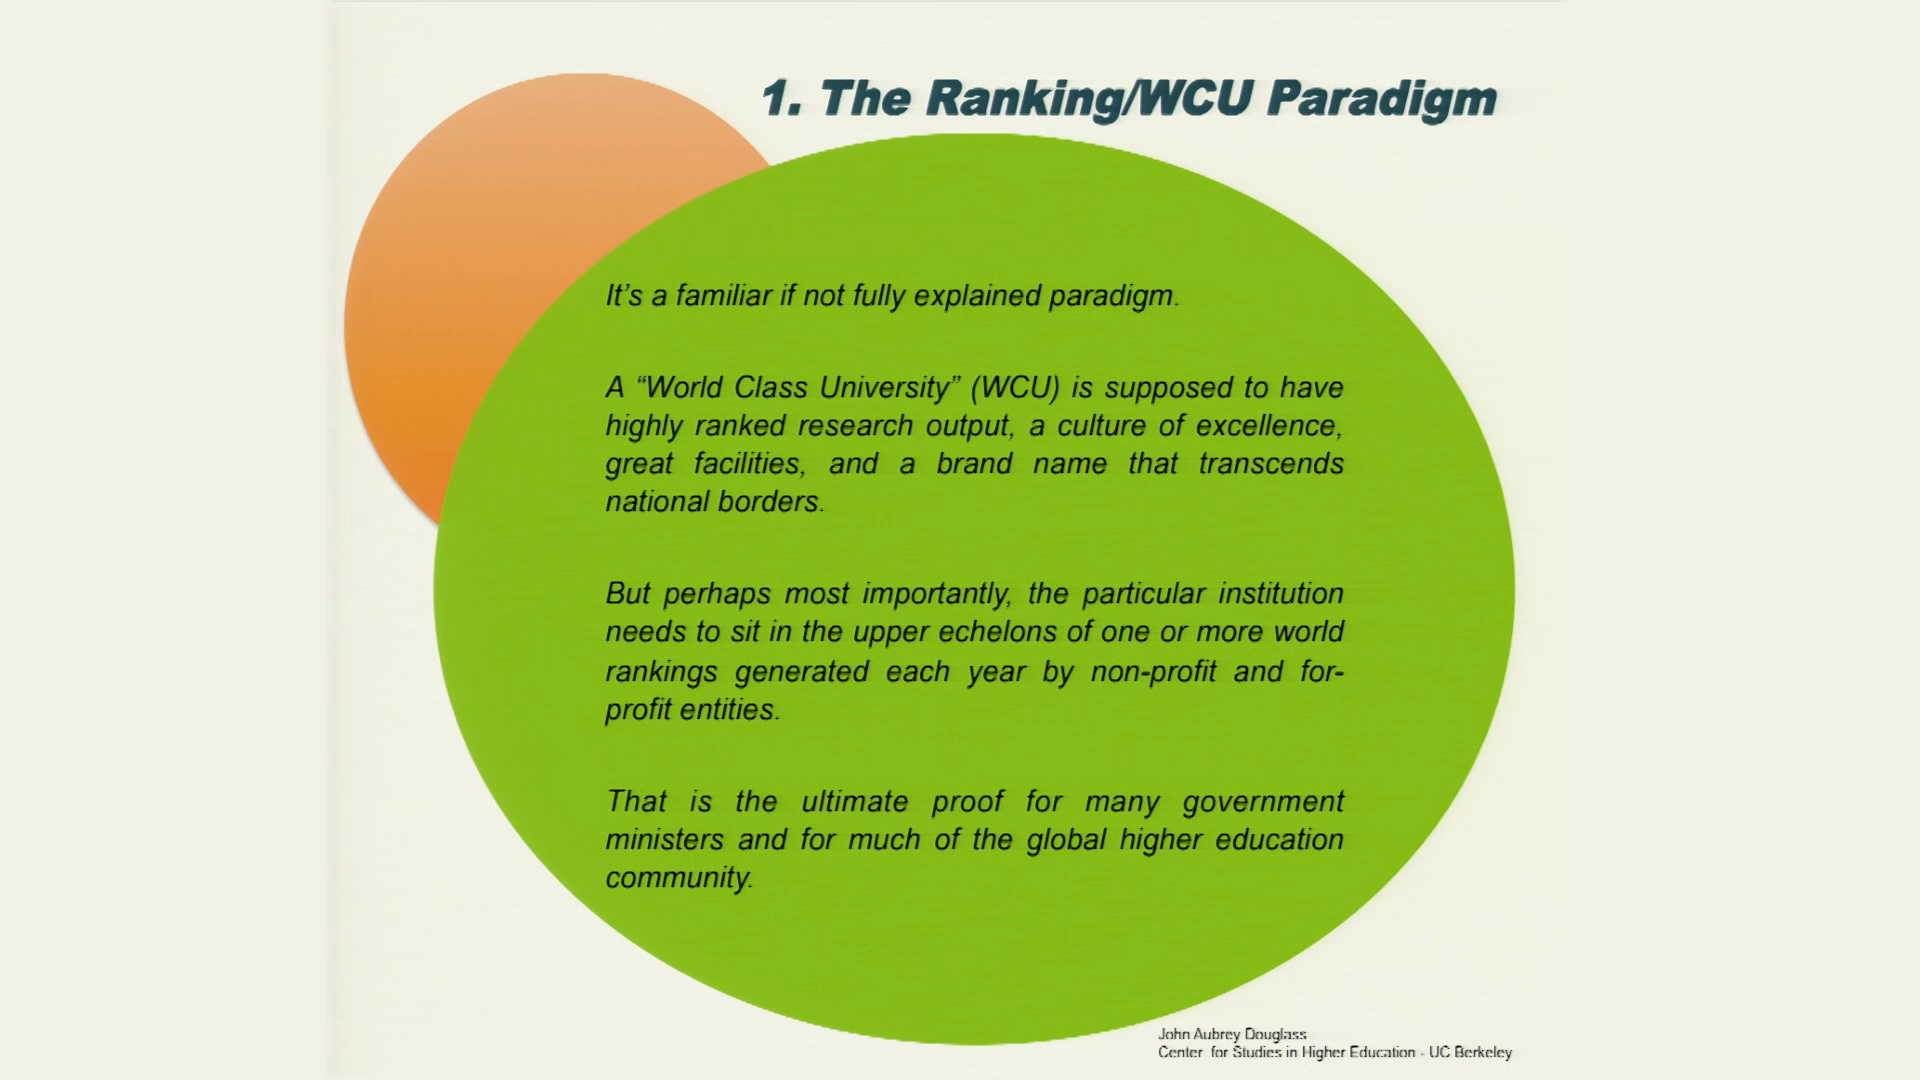 1. The Ranking/WCU Paradigm
It’s a familiar if not fully explained paradigm.
A “World Class University” (WCU) is supposed to have
highly ranked research output, a culture of excellence,
great facilities, and a brand name that transcends
national borders.
But perhaps most importantly, the particular institution
needs to sit in the upper echelons of one or more world
rankings generated each year by non-profit and for-
profit entities.
That is the ultimate proof for many government
ministers and for much of the global higher education
community.
John Aubrey Douglass
Center for Studies in Higher Education - UC Berkeley